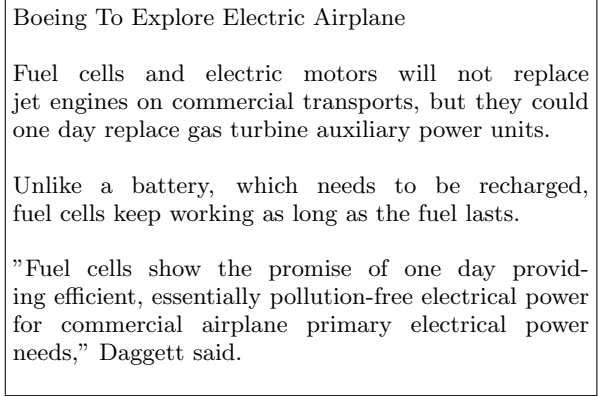 Boeing To Explore Electric Airplane
Fuel cells and electric motors will not replace
jet engines on commercial transports, but they could
one day replace gas turbine auxiliary power units.
Unlike a battery, which needs to be recharged,
fuel cells keep working as long as the fuel lasts.
”Fuel cells show the promise of one day provid-
ing efficient, essentially pollution-free electrical power
for commercial airplane primary electrical power
needs,” Daggett said.